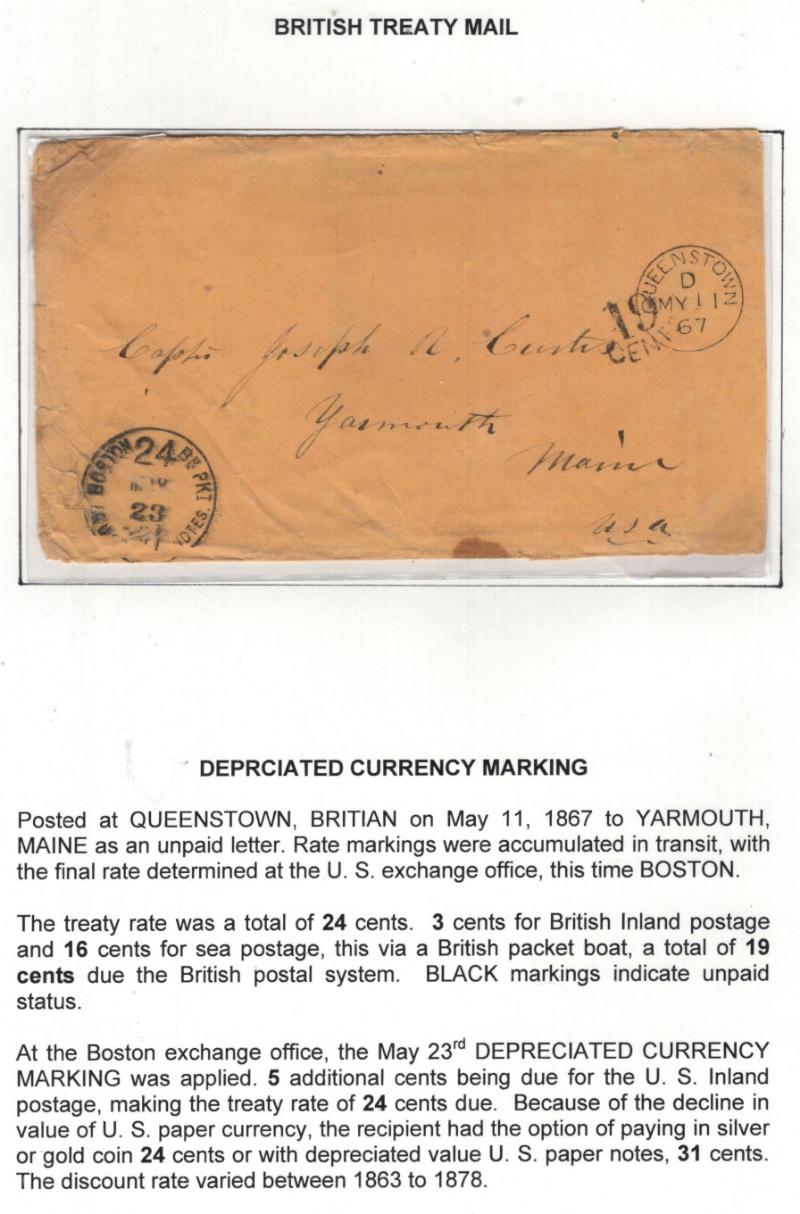 BRITISH TREATY MAIL
QUEENSTOWN
D
MY 11
67
19
CENTS
Capt. Joseph R. Curtis
Yarmouth
Maine
USA
BOSTON BR PKT
24
23
NOTES.
DEPRCIATED CURRENCY MARKING
Posted at QUEENSTOWN, BRITIAN on May 11, 1867 to YARMOUTH,
MAINE as an unpaid letter. Rate markings were accumulated in transit, with
the final rate determined at the U. S. exchange office, this time BOSTON.
The treaty rate was a total of 24 cents. 3 cents for British Inland postage
and 16 cents for sea postage, this via a British packet boat, a total of 19
cents due the British postal system. BLACK markings indicate unpaid
status.
At the Boston exchange office, the May 23rd DEPRECIATED CURRENCY
MARKING was applied. 5 additional cents being due for the U. S. Inland
postage, making the treaty rate of 24 cents due. Because of the decline in
value of U. S. paper currency, the recipient had the option of paying in silver
or gold coin 24 cents or with depreciated value U. S. paper notes, 31 cents.
The discount rate varied between 1863 to 1878.